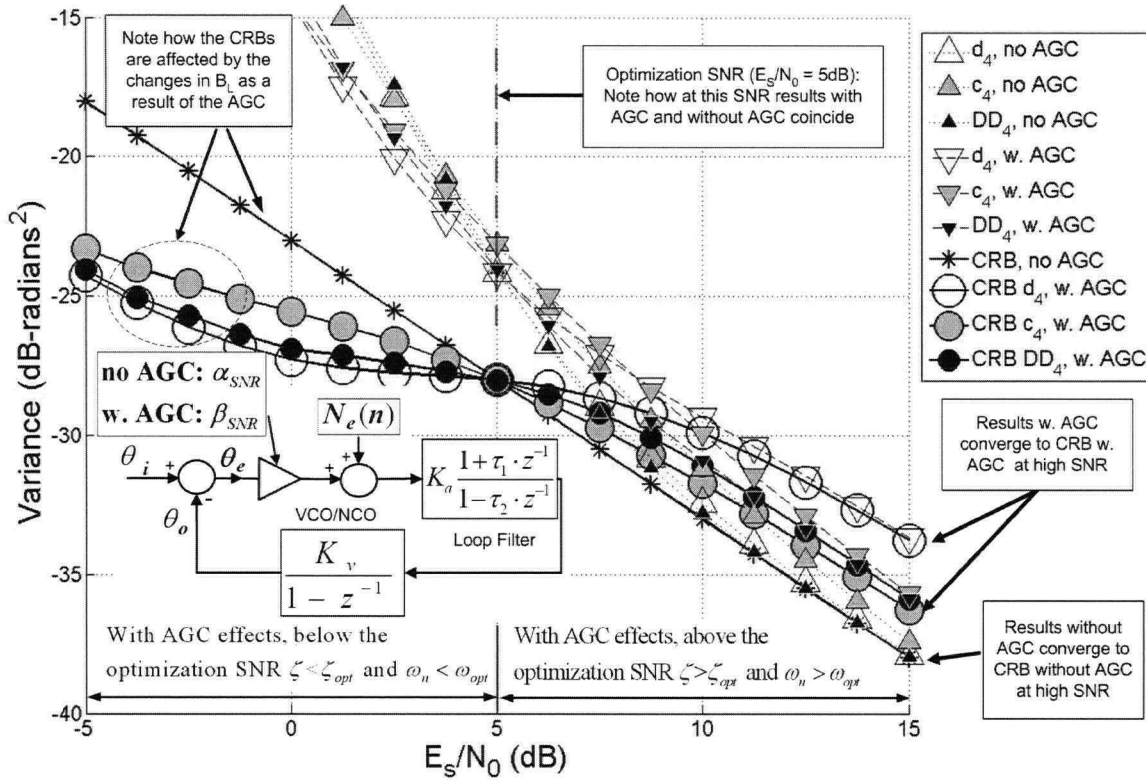 -15
-20
-25
-30
-35
-40
-5
0
5
10
15
Variance (dB-radians²)
E_s/N_0 (dB)
Note how the CRBs
are affected by the
changes in B_L as a
result of the AGC
Optimization SNR (E_s/N_0 = 5dB):
Note how at this SNR results with
AGC and without AGC coincide
d_4, no AGC
c_4, no AGC
DD_4, no AGC
d_4, w. AGC
c_4, w. AGC
DD_4, w. AGC
CRB, no AGC
CRB d_4, w. AGC
CRB c_4, w. AGC
CRB DD_4, w. AGC
no AGC: α_SNR
w. AGC: β_SNR
N_e(n)
θ_i
+
-
θ_e
+
+
θ_o
VCO/NCO
K_a (1+τ_1·z^-1)/(1-τ_2·z^-1)
Loop Filter
K_v/(1- z^-1)
Results w. AGC
converge to CRB w.
AGC at high SNR
Results without
AGC converge to
CRB without AGC
at high SNR
With AGC effects, below the
optimization SNR ζ<ζ_opt and ω_n<ω_opt
With AGC effects, above the
optimization SNR ζ>ζ_opt and ω_n>ω_opt